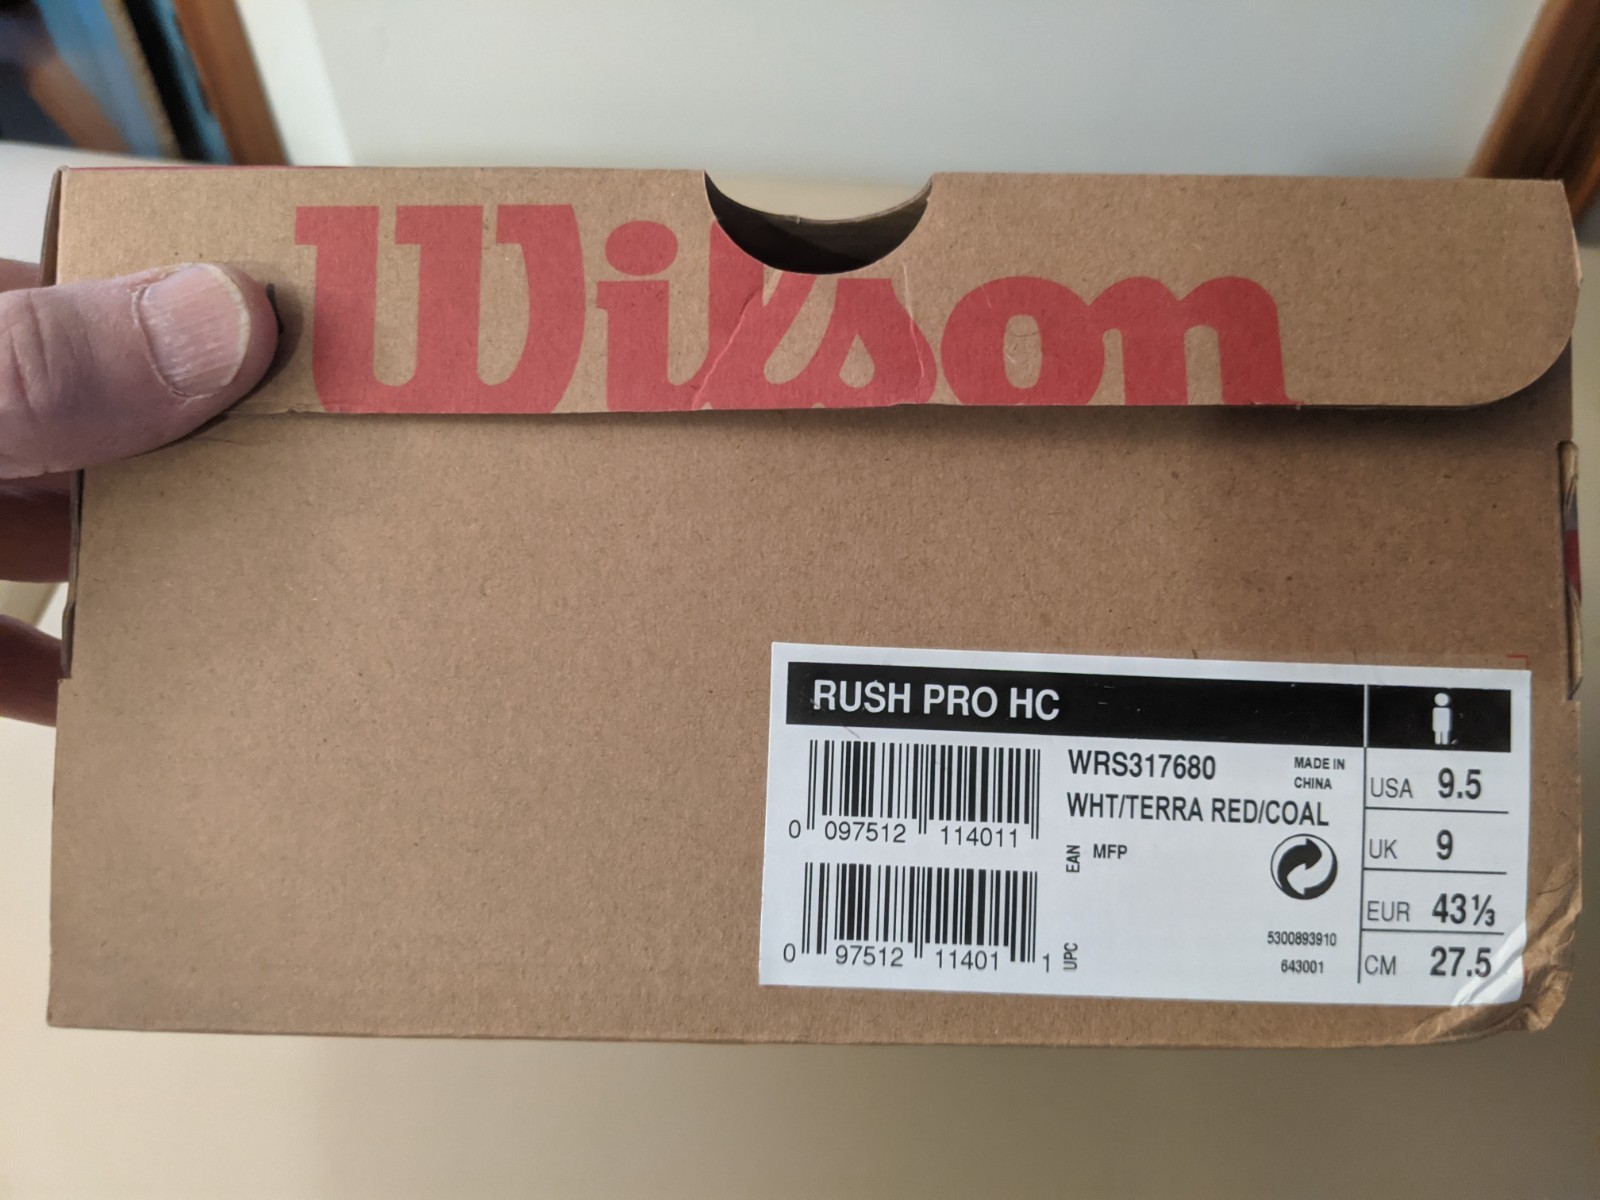 Wilson
RUSH PRO HC
0 097512 114011
WRS317680
MADE IN
CHINA
WHT/TERRA RED/COAL
EAN
MFP
0 97512 11401 1
UPC
5300893910
643001
USA 9.5
UK 9
EUR 43⅓
CM 27.5